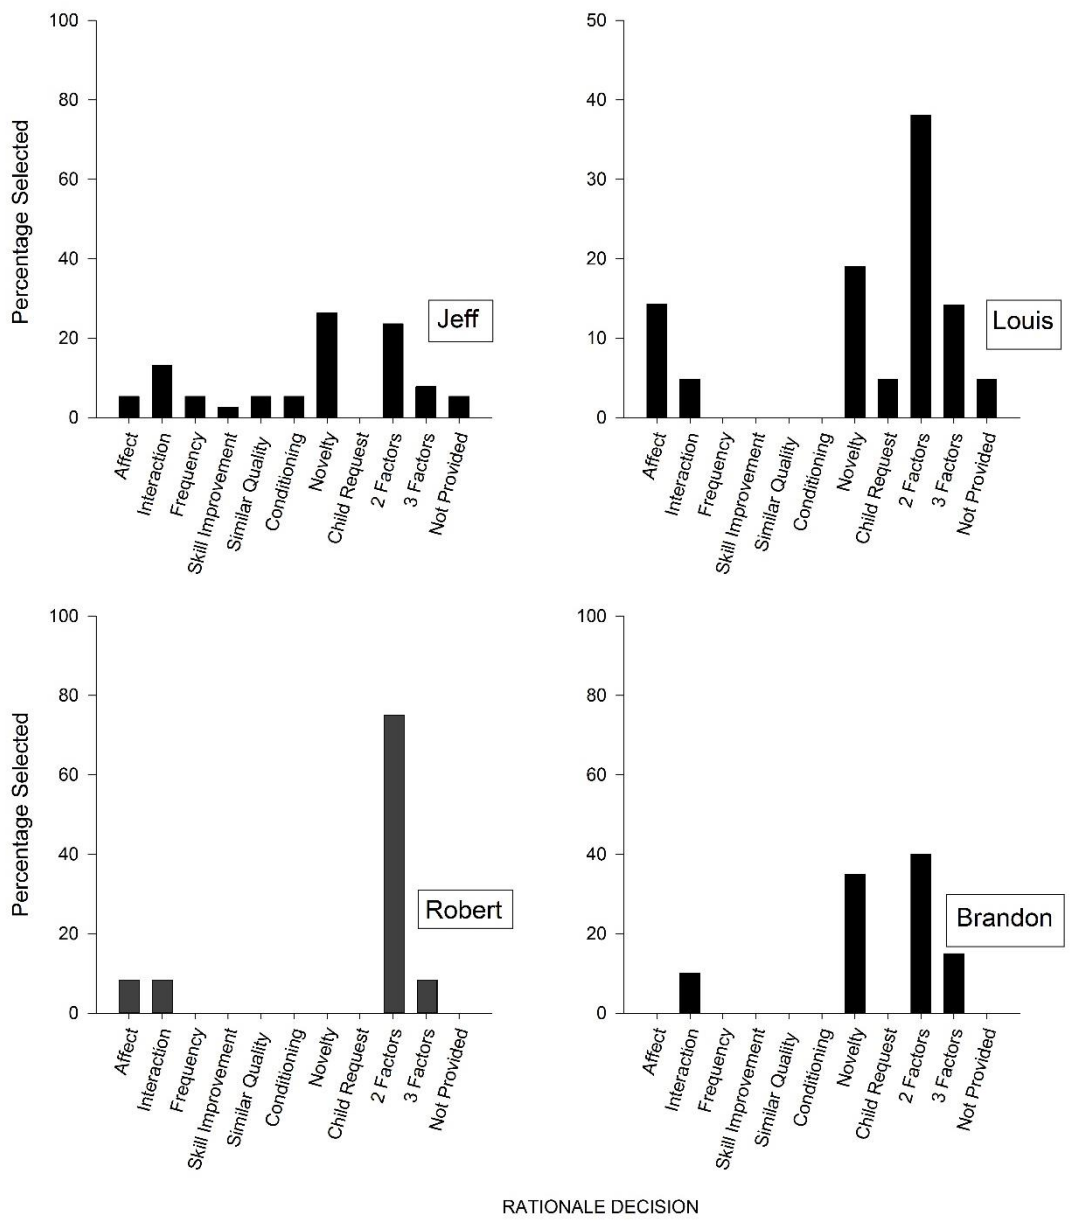 Percentage Selected
100
80
60
40
20
0
Jeff
Affect
Interaction
Frequency
Skill Improvement
Similar Quality
Conditioning
Novelty
Child Request
2 Factors
3 Factors
Not Provided
50
40
30
20
10
0
Louis
Affect
Interaction
Frequency
Skill Improvement
Similar Quality
Conditioning
Novelty
Child Request
2 Factors
3 Factors
Not Provided
Percentage Selected
100
80
60
40
20
0
Robert
Affect
Interaction
Frequency
Skill Improvement
Similar Quality
Conditioning
Novelty
Child Request
2 Factors
3 Factors
Not Provided
100
80
60
40
20
0
Brandon
Affect
Interaction
Frequency
Skill Improvement
Similar Quality
Conditioning
Novelty
Child Request
2 Factors
3 Factors
Not Provided
RATIONALE DECISION